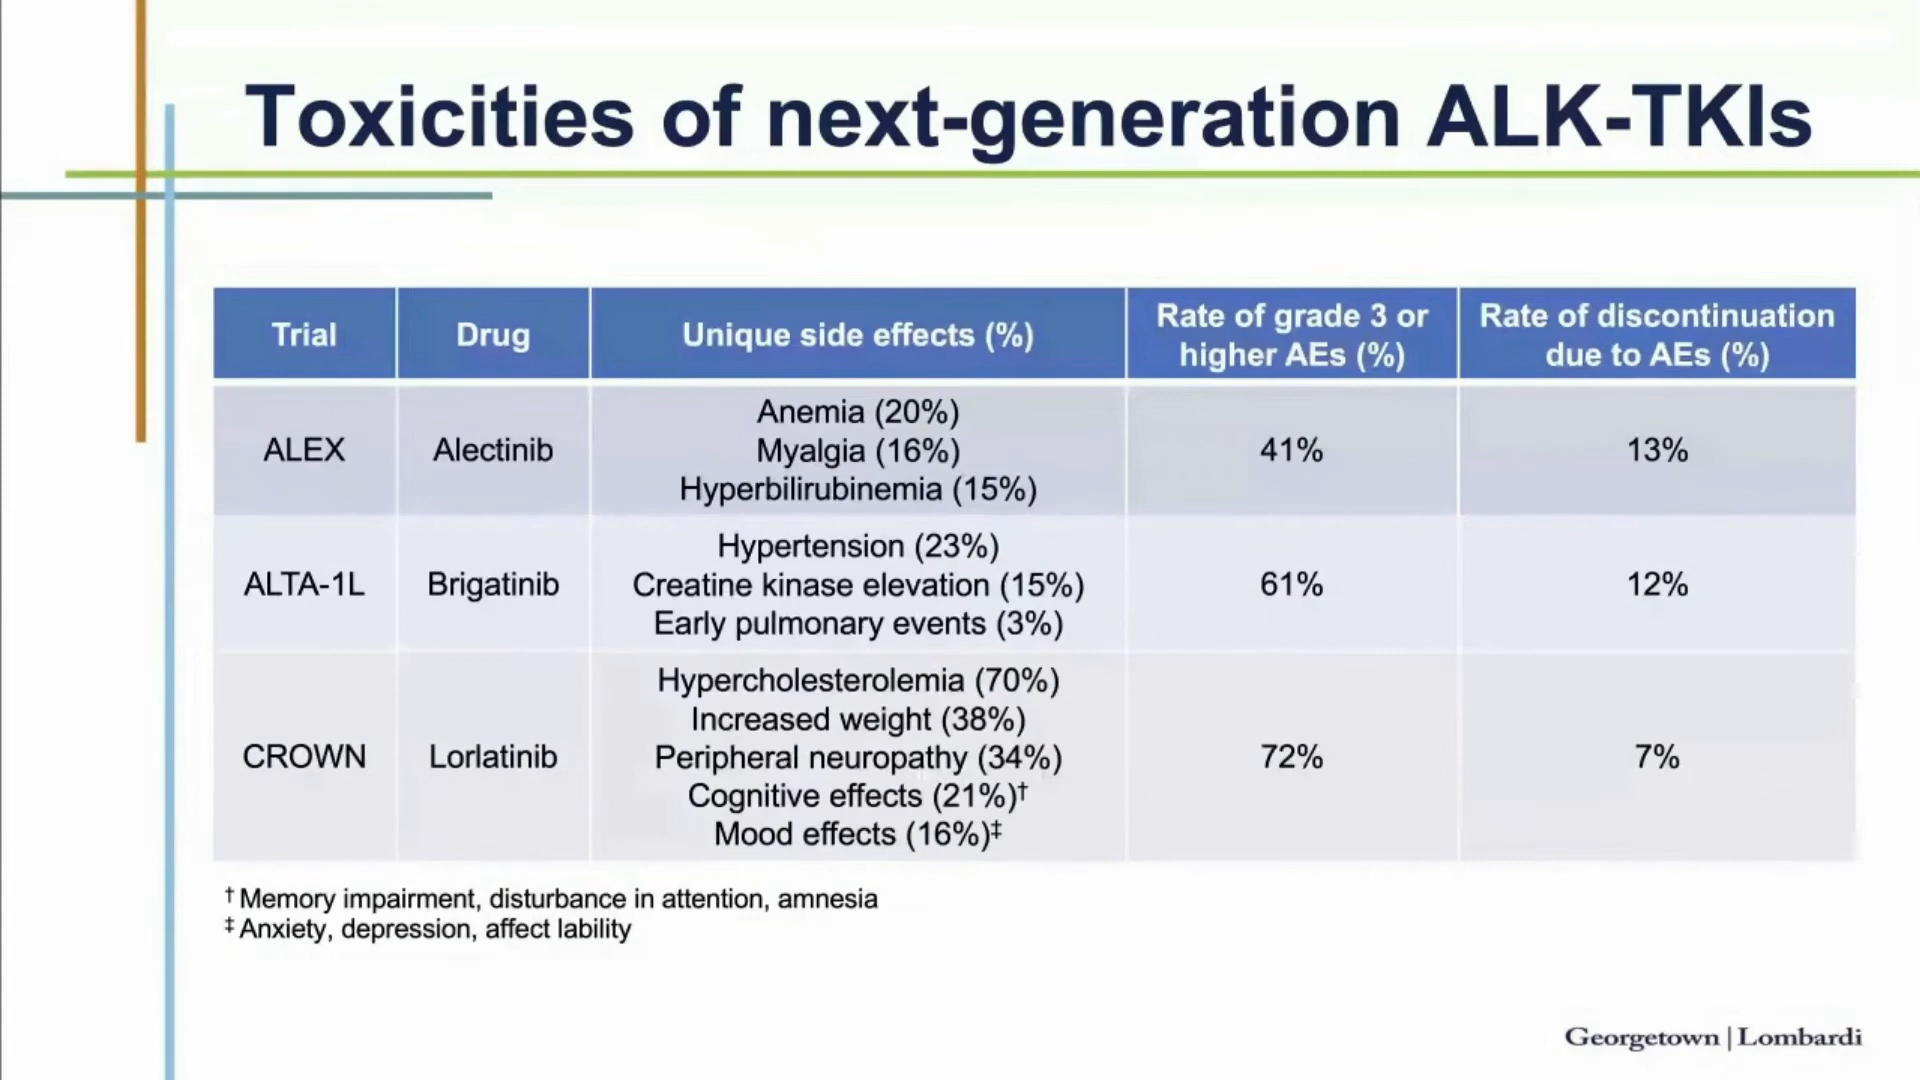 Toxicities of next-generation ALK-TKIs
Trial
Drug
Unique side effects (%)
Rate of grade 3 or
higher AEs (%)
Rate of discontinuation
due to AEs (%)
ALEX
Alectinib
Anemia (20%)
Myalgia (16%)
Hyperbilirubinemia (15%)
41%
13%
ALTA-1L
Brigatinib
Hypertension (23%)
Creatine kinase elevation (15%)
Early pulmonary events (3%)
61%
12%
CROWN
Lorlatinib
Hypercholesterolemia (70%)
Increased weight (38%)
Peripheral neuropathy (34%)
Cognitive effects (21%)†
Mood effects (16%)‡
72%
7%
† Memory impairment, disturbance in attention, amnesia
‡ Anxiety, depression, affect lability
Georgetown | Lombardi